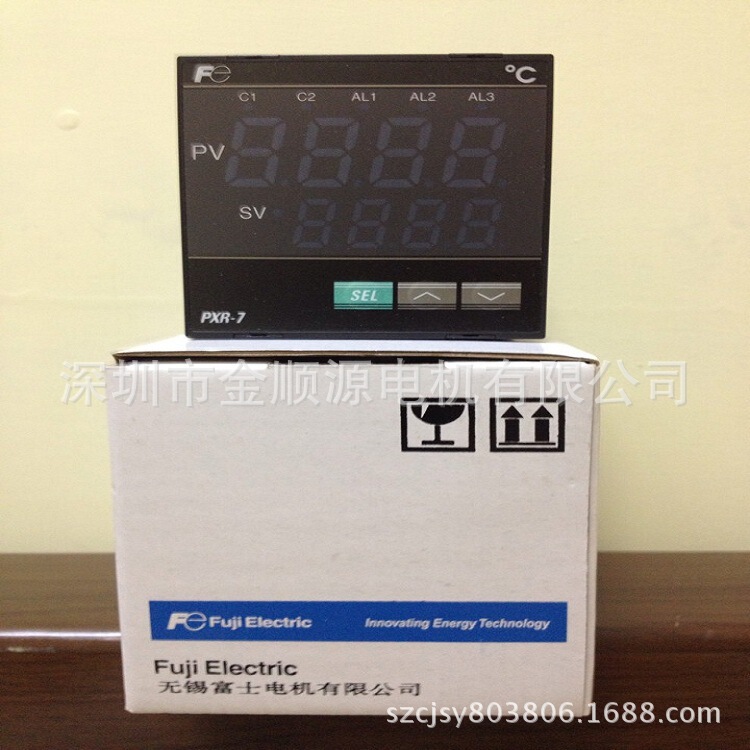 Fe °C
C1 C2 AL1 AL2 AL3
PV
SV
SEL
PXR-7
深圳市金顺源电机有限公司
Fe Fuji Electric Innovating Energy Technology
Fuji Electric
无锡富士电机有限公司
szcjsy803806.1688.com